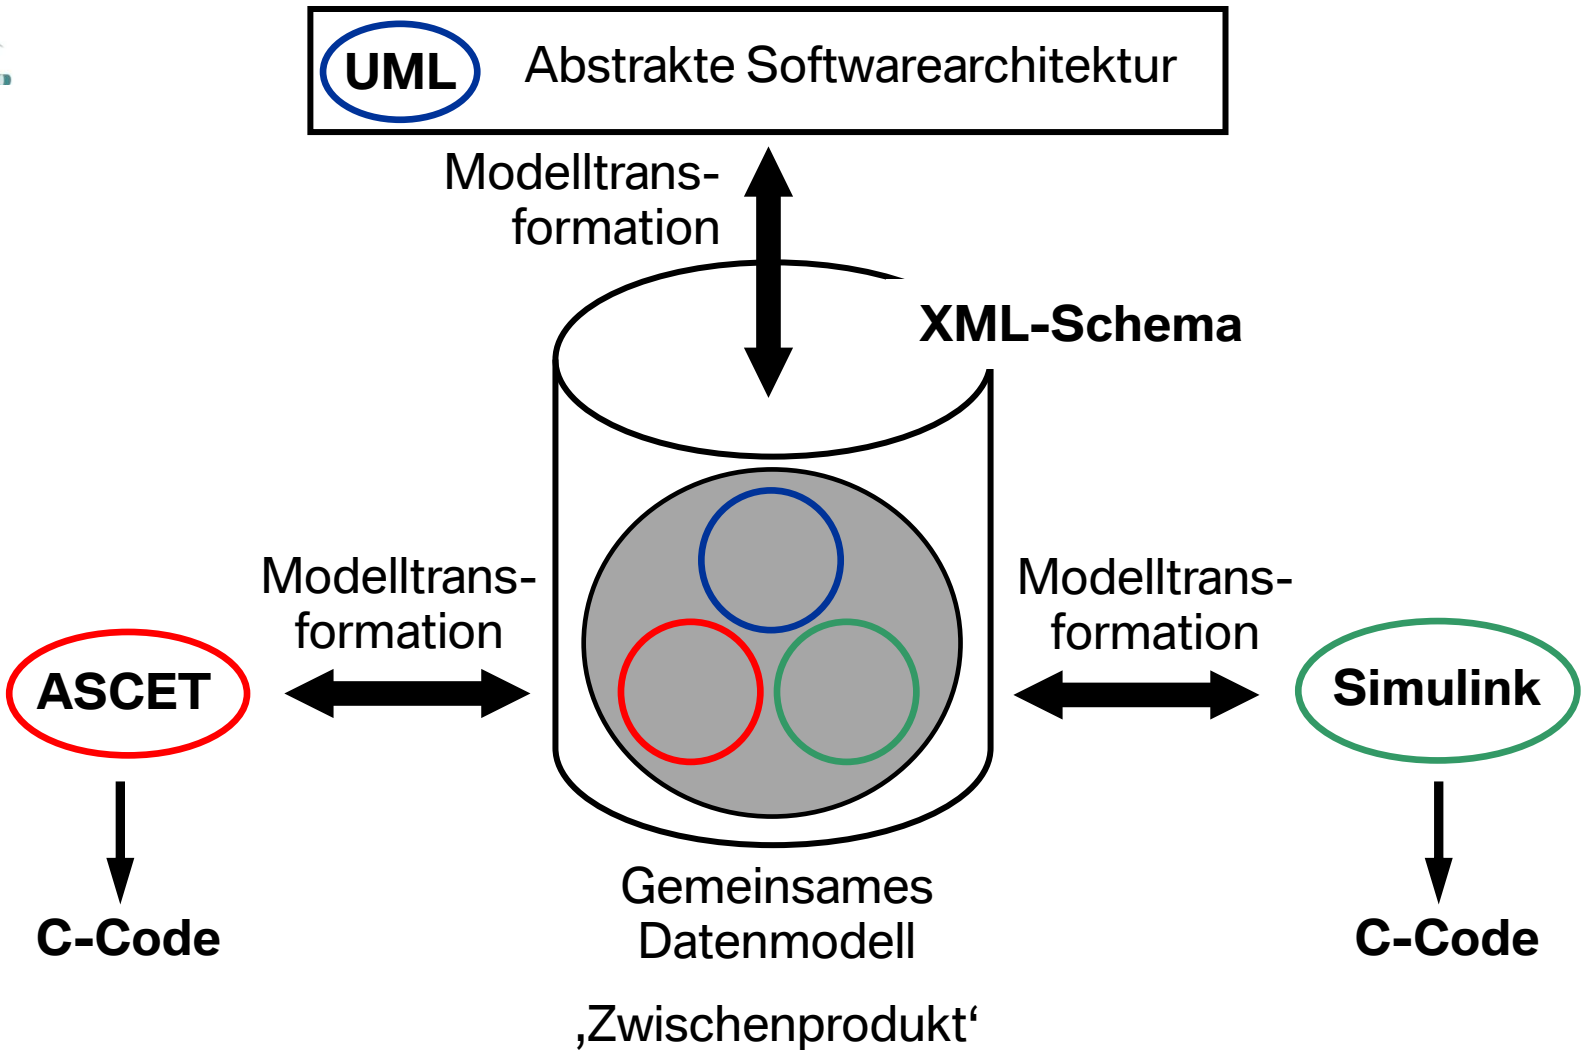 UML Abstrakte Softwarearchitektur
Modelltrans-
formation
XML-Schema
Modelltrans-
formation
Modelltrans-
formation
ASCET
Simulink
C-Code
Gemeinsames
Datenmodell
C-Code
‚Zwischenprodukt‘